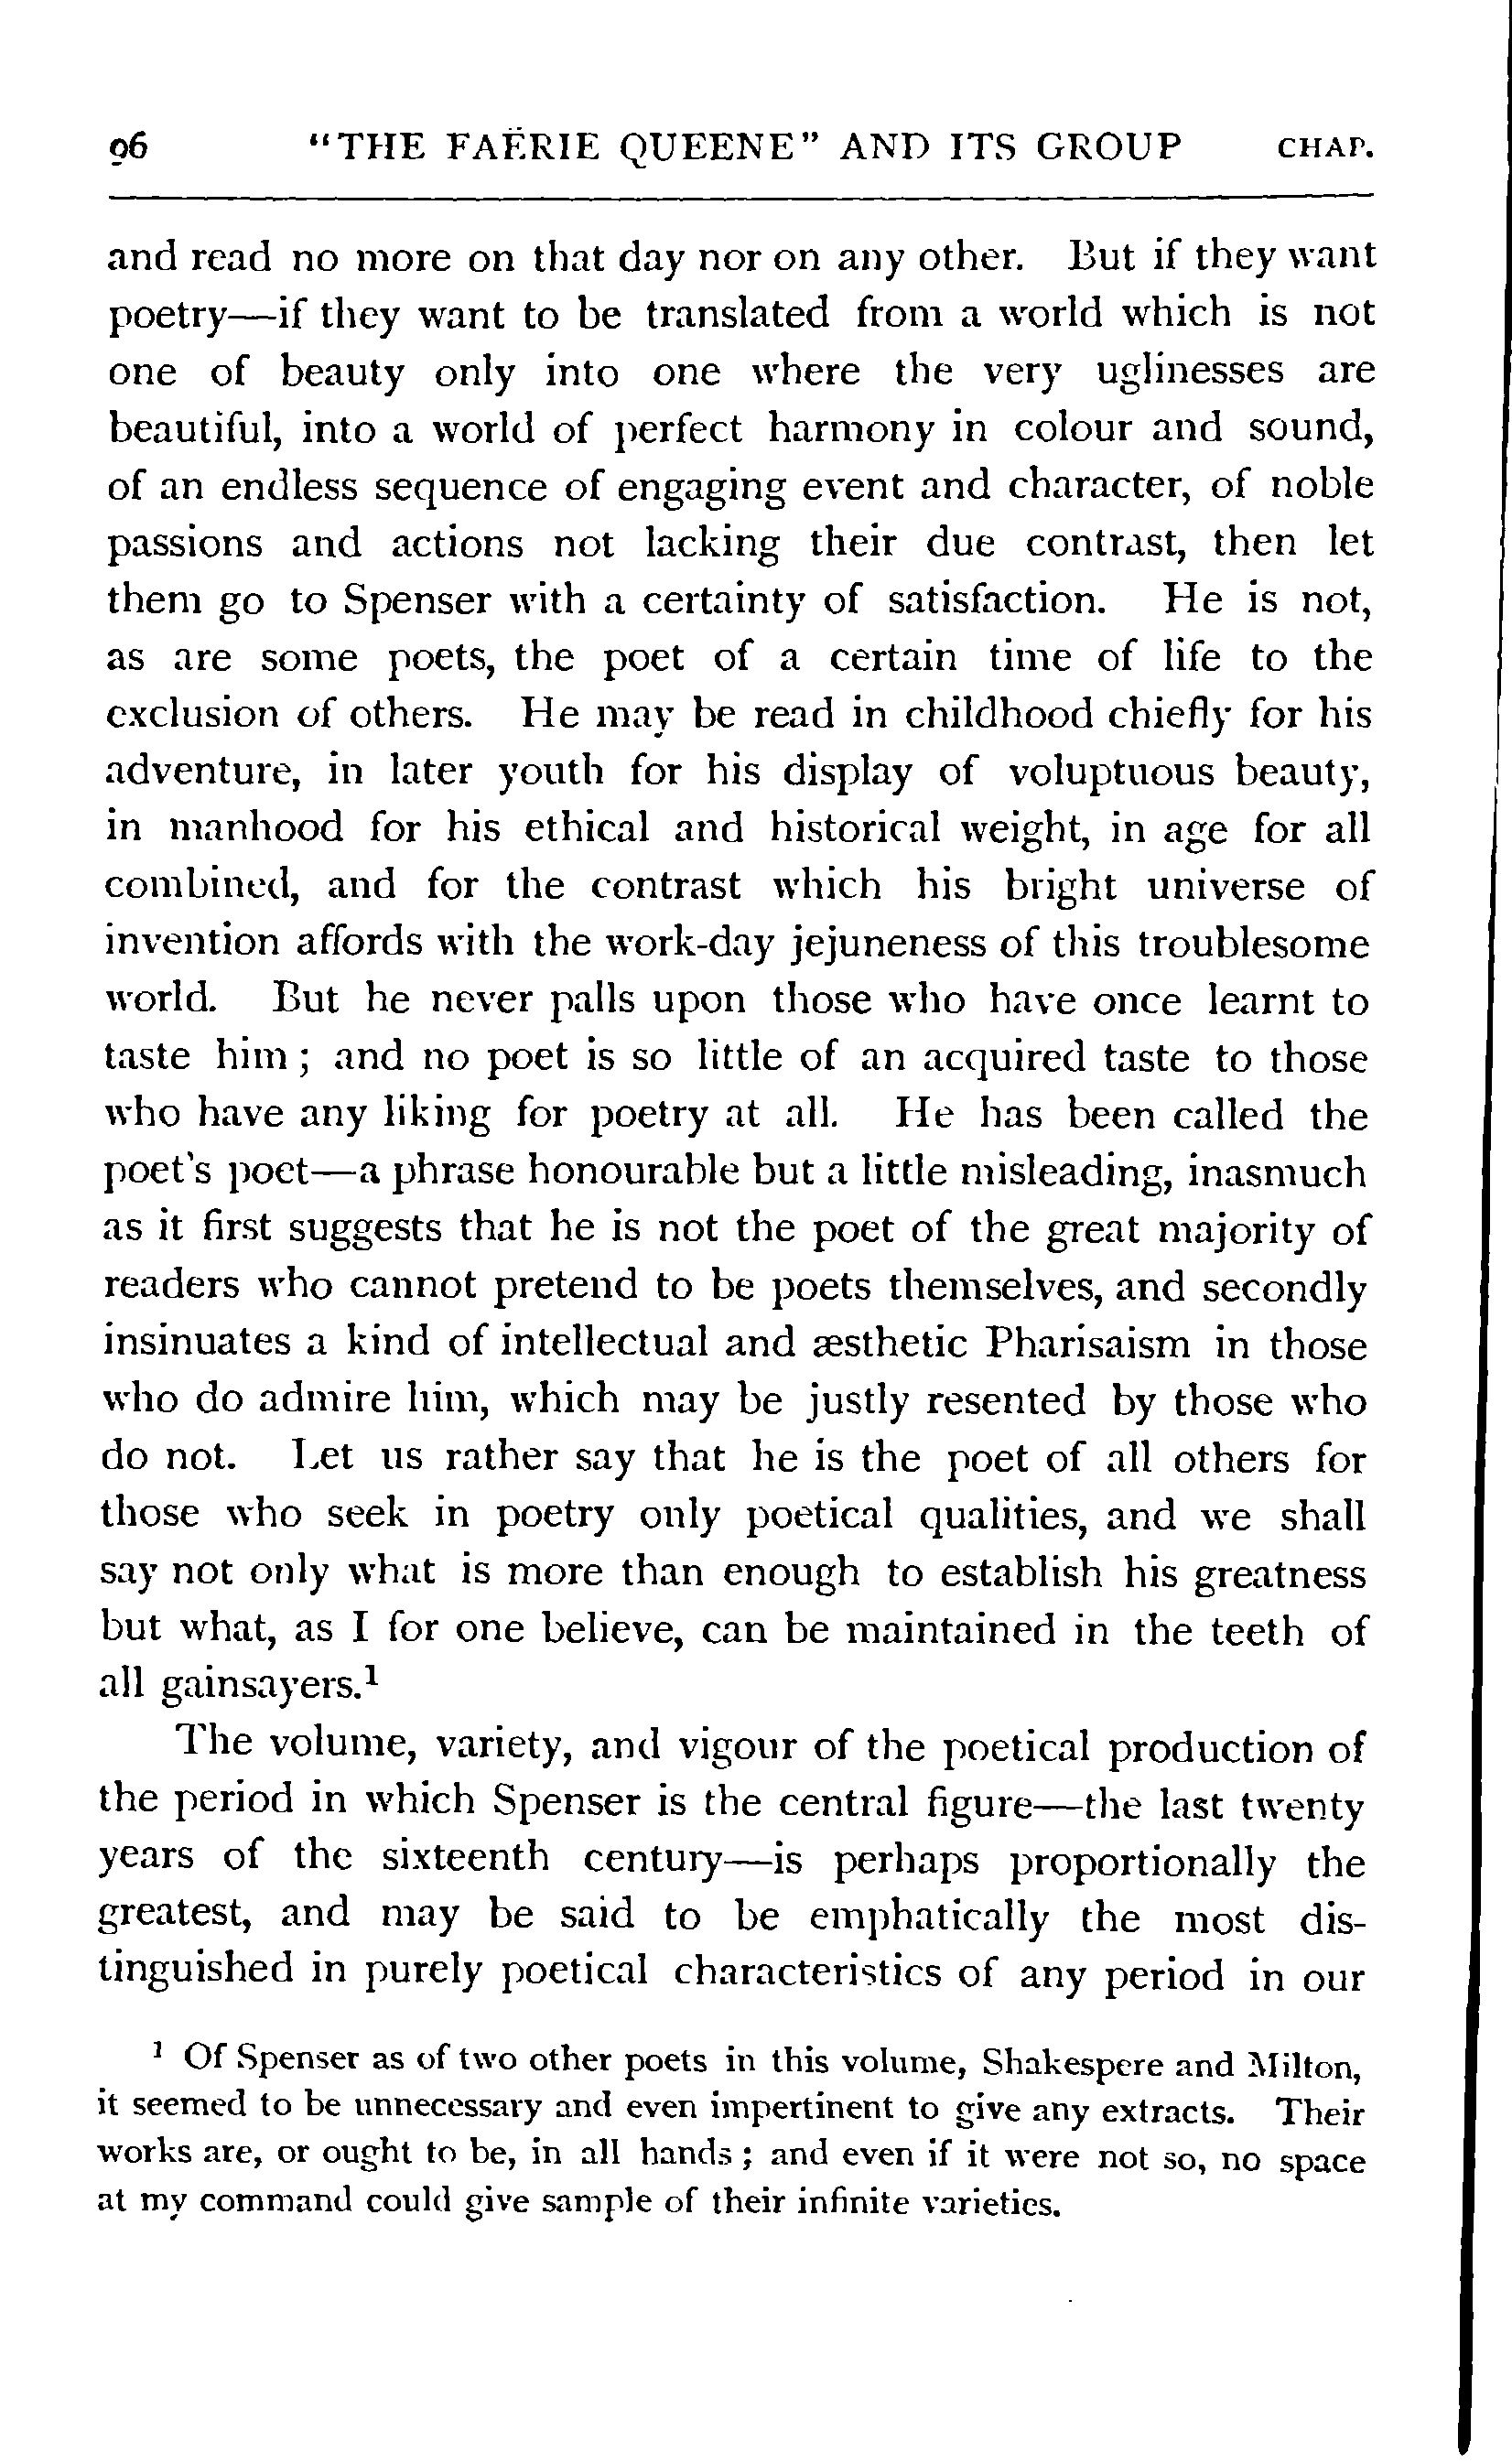 96 "THE FAËRIE QUEENE" AND ITS GROUP CHAP.
and read no more on that day nor on any other. But if they want
poetry—if they want to be translated from a world which is not
one of beauty only into one where the very uglinesses are
beautiful, into a world of perfect harmony in colour and sound,
of an endless sequence of engaging event and character, of noble
passions and actions not lacking their due contrast, then let
them go to Spenser with a certainty of satisfaction. He is not,
as are some poets, the poet of a certain time of life to the
exclusion of others. He may be read in childhood chiefly for his
adventure, in later youth for his display of voluptuous beauty,
in manhood for his ethical and historical weight, in age for all
combined, and for the contrast which his bright universe of
invention affords with the work-day jejuneness of this troublesome
world. But he never palls upon those who have once learnt to
taste him; and no poet is so little of an acquired taste to those
who have any liking for poetry at all. He has been called the
poet's poet—a phrase honourable but a little misleading, inasmuch
as it first suggests that he is not the poet of the great majority of
readers who cannot pretend to be poets themselves, and secondly
insinuates a kind of intellectual and æsthetic Pharisaism in those
who do admire him, which may be justly resented by those who
do not. Let us rather say that he is the poet of all others for
those who seek in poetry only poetical qualities, and we shall
say not only what is more than enough to establish his greatness
but what, as I for one believe, can be maintained in the teeth of
all gainsayers.¹
The volume, variety, and vigour of the poetical production of
the period in which Spenser is the central figure—the last twenty
years of the sixteenth century—is perhaps proportionally the
greatest, and may be said to be emphatically the most dis-
tinguished in purely poetical characteristics of any period in our
¹ Of Spenser as of two other poets in this volume, Shakespere and Milton,
it seemed to be unnecessary and even impertinent to give any extracts. Their
works are, or ought to be, in all hands; and even if it were not so, no space
at my command could give sample of their infinite varieties.